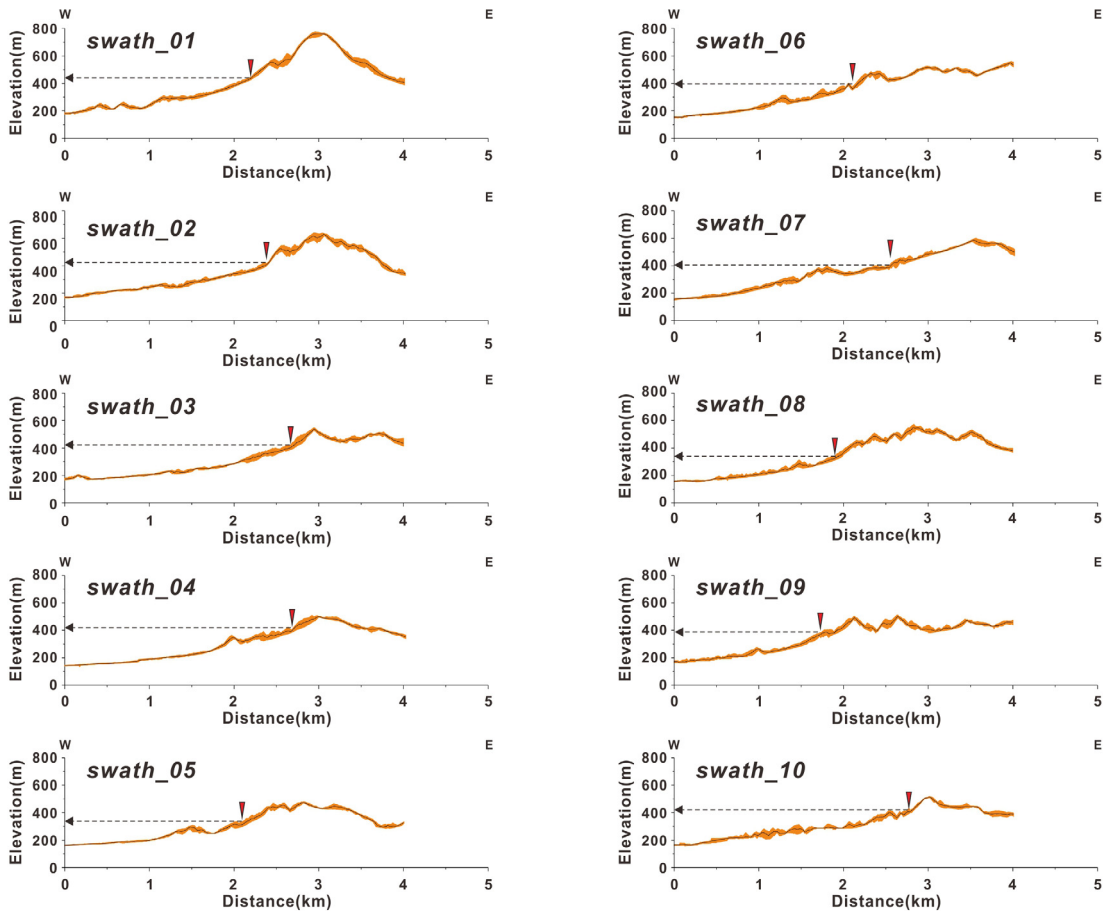 W E
Elevation(m)
800
600
400
200
0
swath_01
0 1 2 3 4 5
Distance(km)
W E
Elevation(m)
800
600
400
200
0
swath_02
0 1 2 3 4 5
Distance(km)
W E
Elevation(m)
800
600
400
200
0
swath_03
0 1 2 3 4 5
Distance(km)
W E
Elevation(m)
800
600
400
200
0
swath_04
0 1 2 3 4 5
Distance(km)
W E
Elevation(m)
800
600
400
200
0
swath_05
0 1 2 3 4 5
Distance(km)
W E
Elevation(m)
800
600
400
200
0
swath_06
0 1 2 3 4 5
Distance(km)
W E
Elevation(m)
800
600
400
200
0
swath_07
0 1 2 3 4 5
Distance(km)
W E
Elevation(m)
800
600
400
200
0
swath_08
0 1 2 3 4 5
Distance(km)
W E
Elevation(m)
800
600
400
200
0
swath_09
0 1 2 3 4 5
Distance(km)
W E
Elevation(m)
800
600
400
200
0
swath_10
0 1 2 3 4 5
Distance(km)